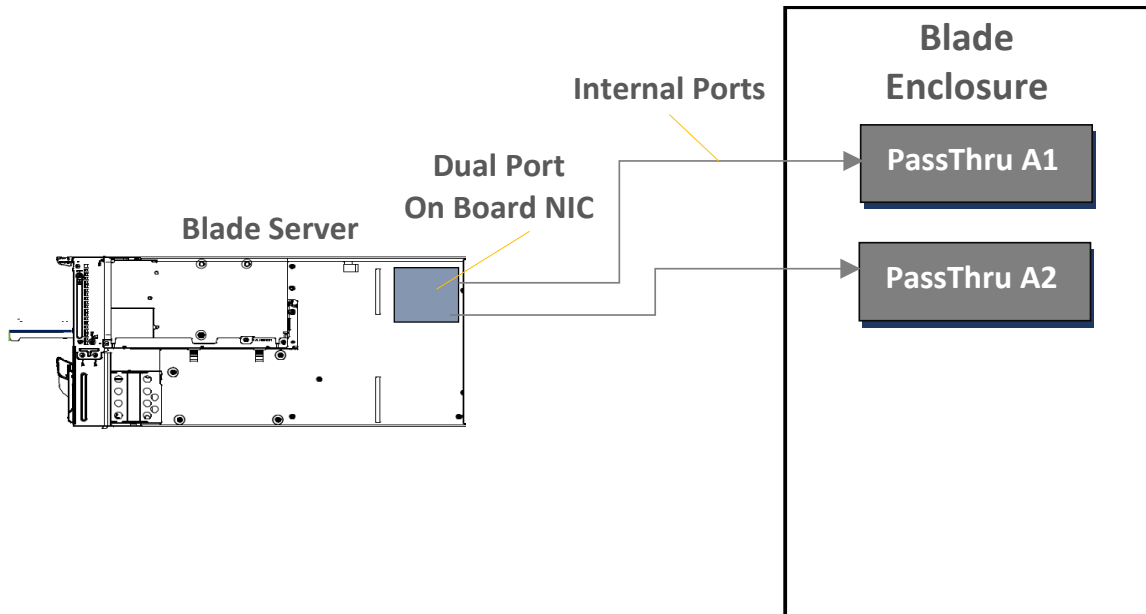 Blade
Enclosure
Internal Ports
PassThru A1
Dual Port
On Board NIC
Blade Server
PassThru A2